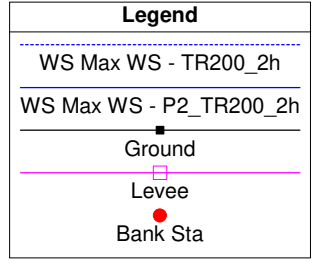 Legend
WS Max WS - TR200_2h
WS Max WS - P2_TR200_2h
Ground
Levee
Bank Sta